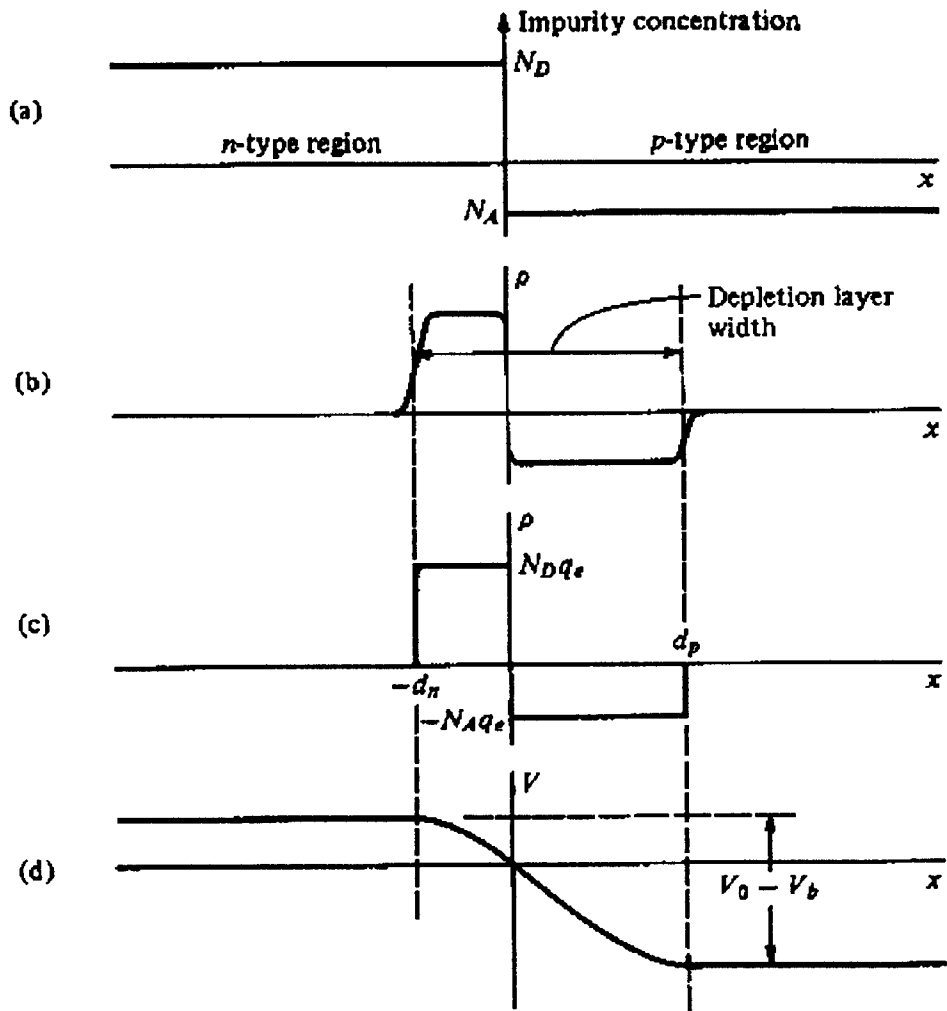 Impurity concentration
N_D
(a)
n-type region
p-type region
x
N_A
ρ
Depletion layer
width
(b)
x
ρ
N_D q_e
(c)
d_p
-d_n
x
-N_A q_e
V
(d)
x
V_0 - V_b